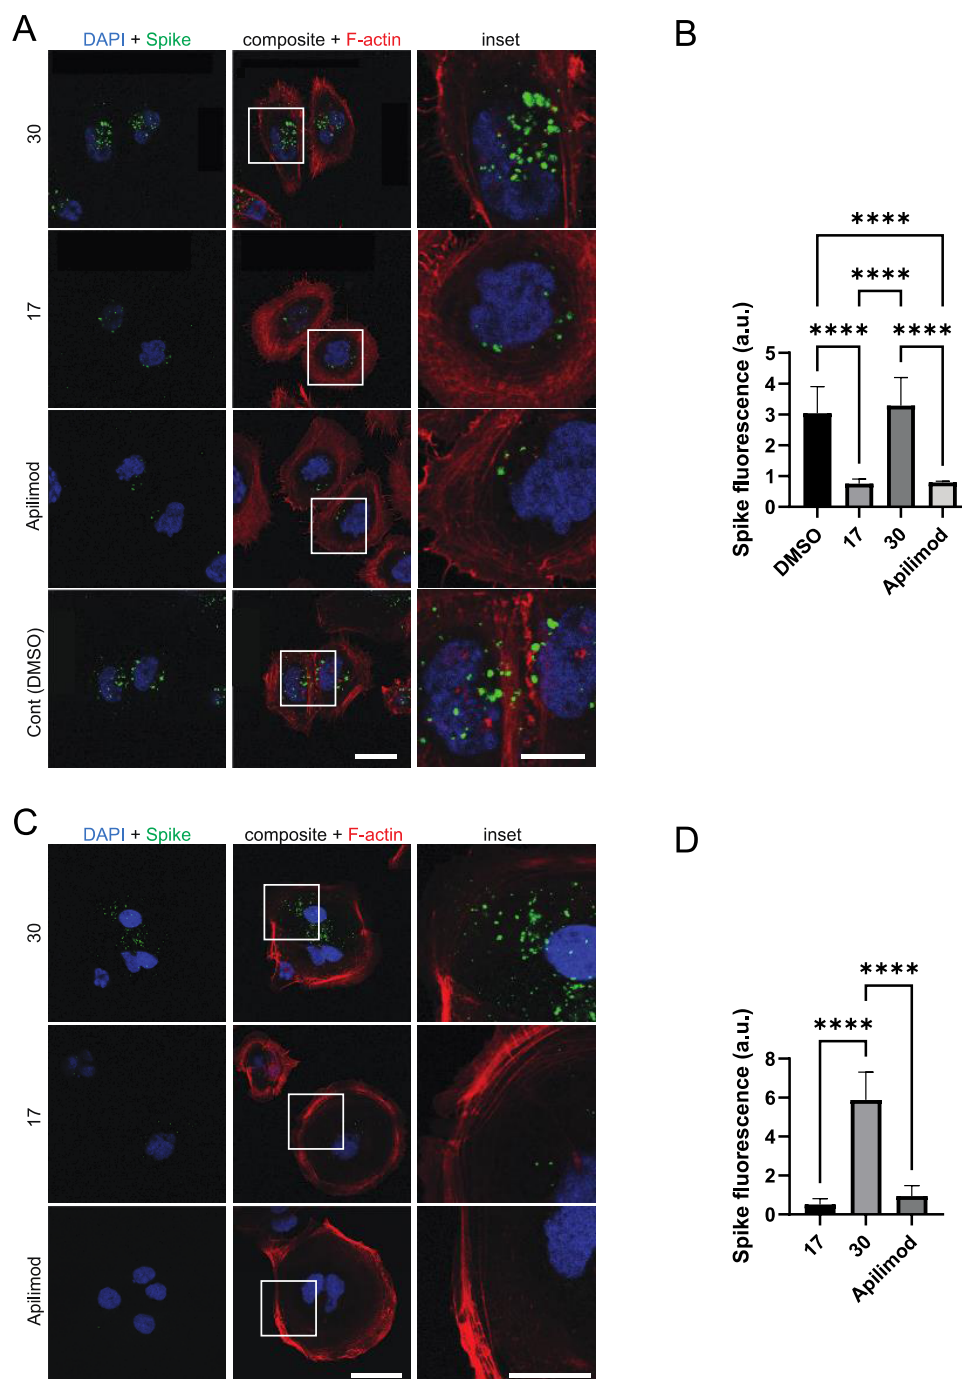 A
DAPI + Spike
composite + F-actin
inset
30
17
Apilimod
Cont (DMSO)
B
****
****
**** ****
Spike fluorescence (a.u.)
5
4
3
2
1
0
DMSO
17
30
Apilimod
C
DAPI + Spike
composite + F-actin
inset
30
17
Apilimod
D
****
****
Spike fluorescence (a.u.)
8
6
4
2
0
17
30
Apilimod